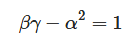 βγ − α² = 1